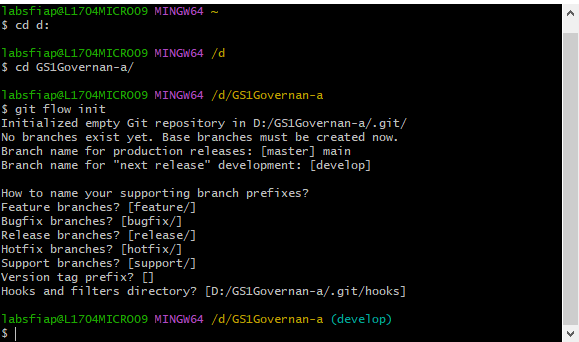 labsfiap@L1704MICRO09 MINGW64 ~
$ cd d:
labsfiap@L1704MICRO09 MINGW64 /d
$ cd GS1Governan-a/
labsfiap@L1704MICRO09 MINGW64 /d/GS1Governan-a
$ git flow init
Initialized empty Git repository in D:/GS1Governan-a/.git/
No branches exist yet. Base branches must be created now.
Branch name for production releases: [master] main
Branch name for "next release" development: [develop]
How to name your supporting branch prefixes?
Feature branches? [feature/]
Bugfix branches? [bugfix/]
Release branches? [release/]
Hotfix branches? [hotfix/]
Support branches? [support/]
Version tag prefix? []
Hooks and filters directory? [D:/GS1Governan-a/.git/hooks]
labsfiap@L1704MICRO09 MINGW64 /d/GS1Governan-a (develop)
$